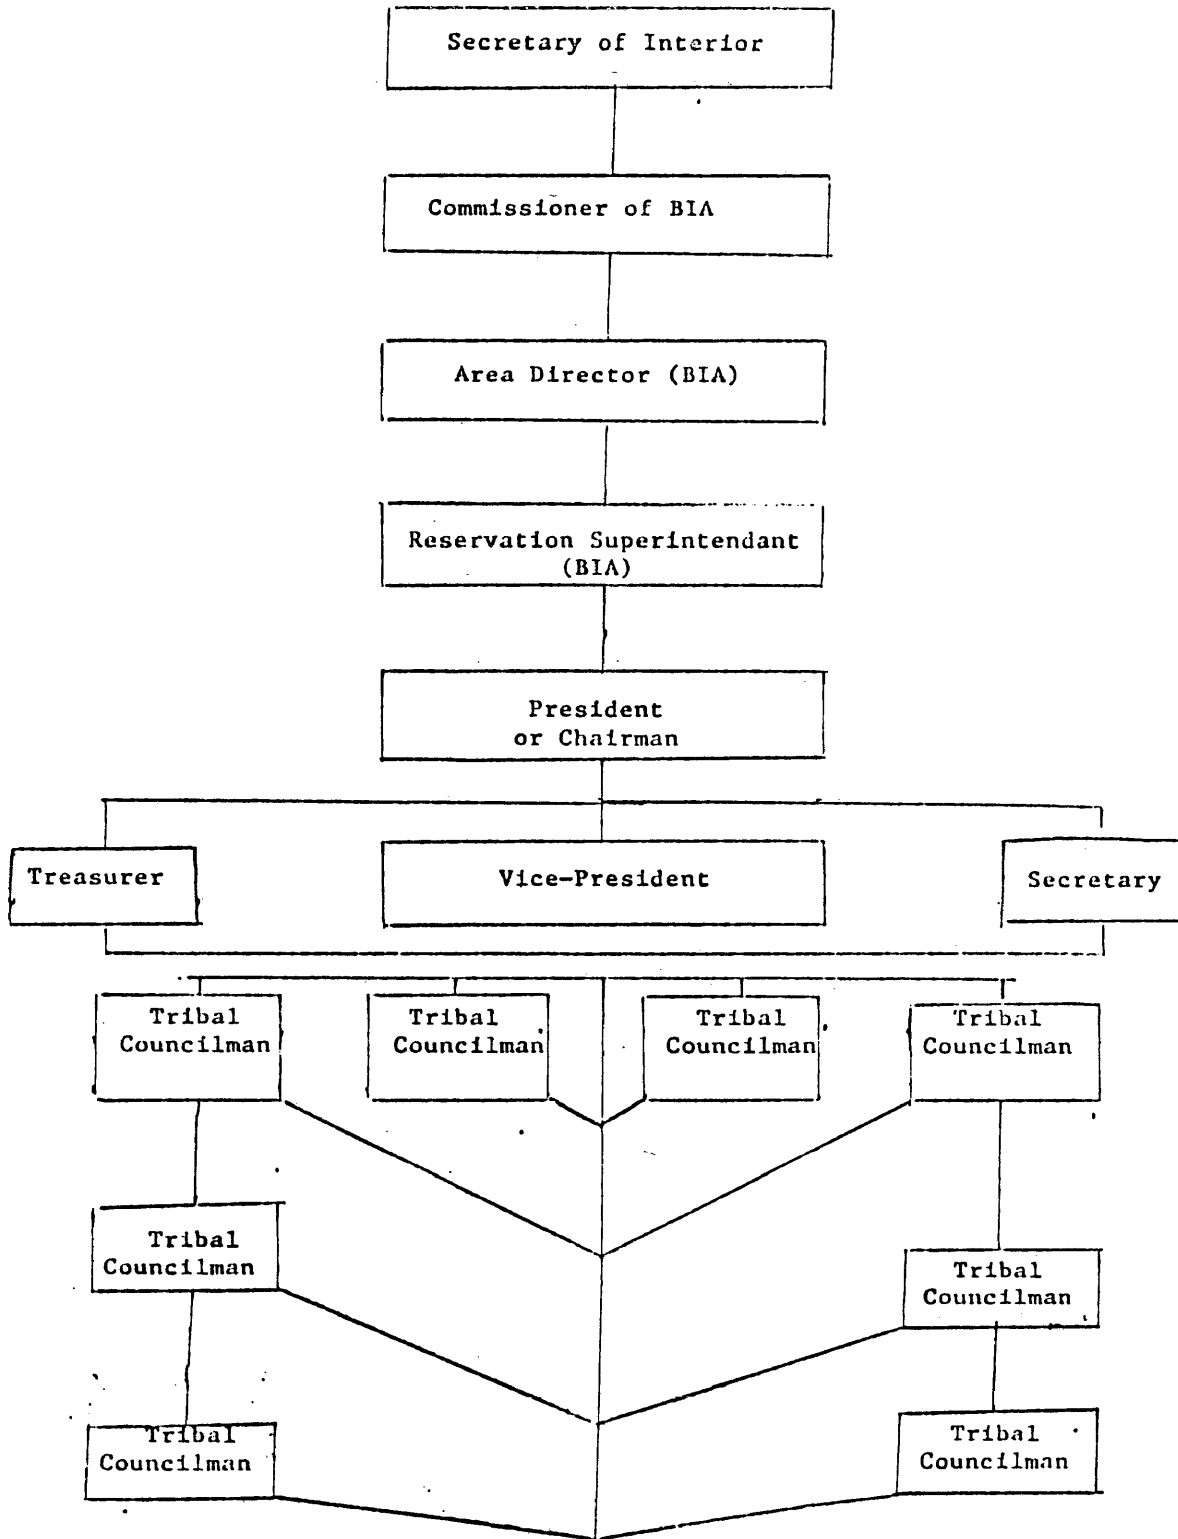 Secretary of Interior
Commissioner of BIA
Area Director (BIA)
Reservation Superintendant
(BIA)
President
or Chairman
Treasurer
Vice-President
Secretary
Tribal
Councilman
Tribal
Councilman
Tribal
Councilman
Tribal
Councilman
Tribal
Councilman
Tribal
Councilman
Tribal
Councilman
Tribal
Councilman